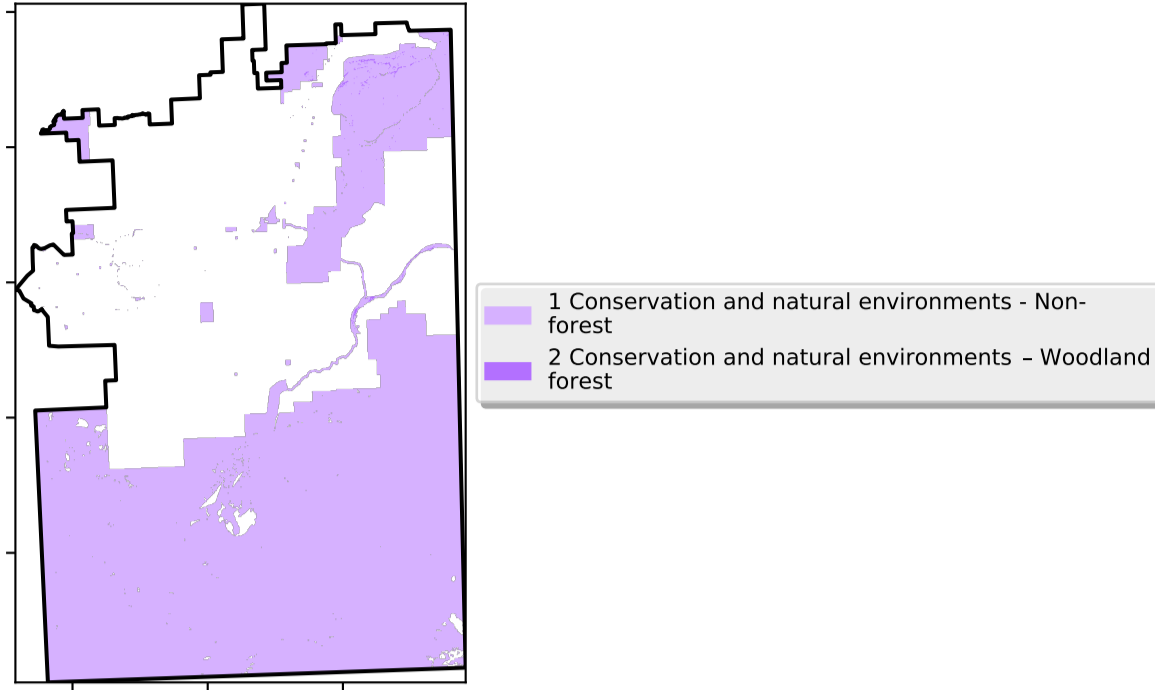 1 Conservation and natural environments - Non-
forest
2 Conservation and natural environments – Woodland
forest